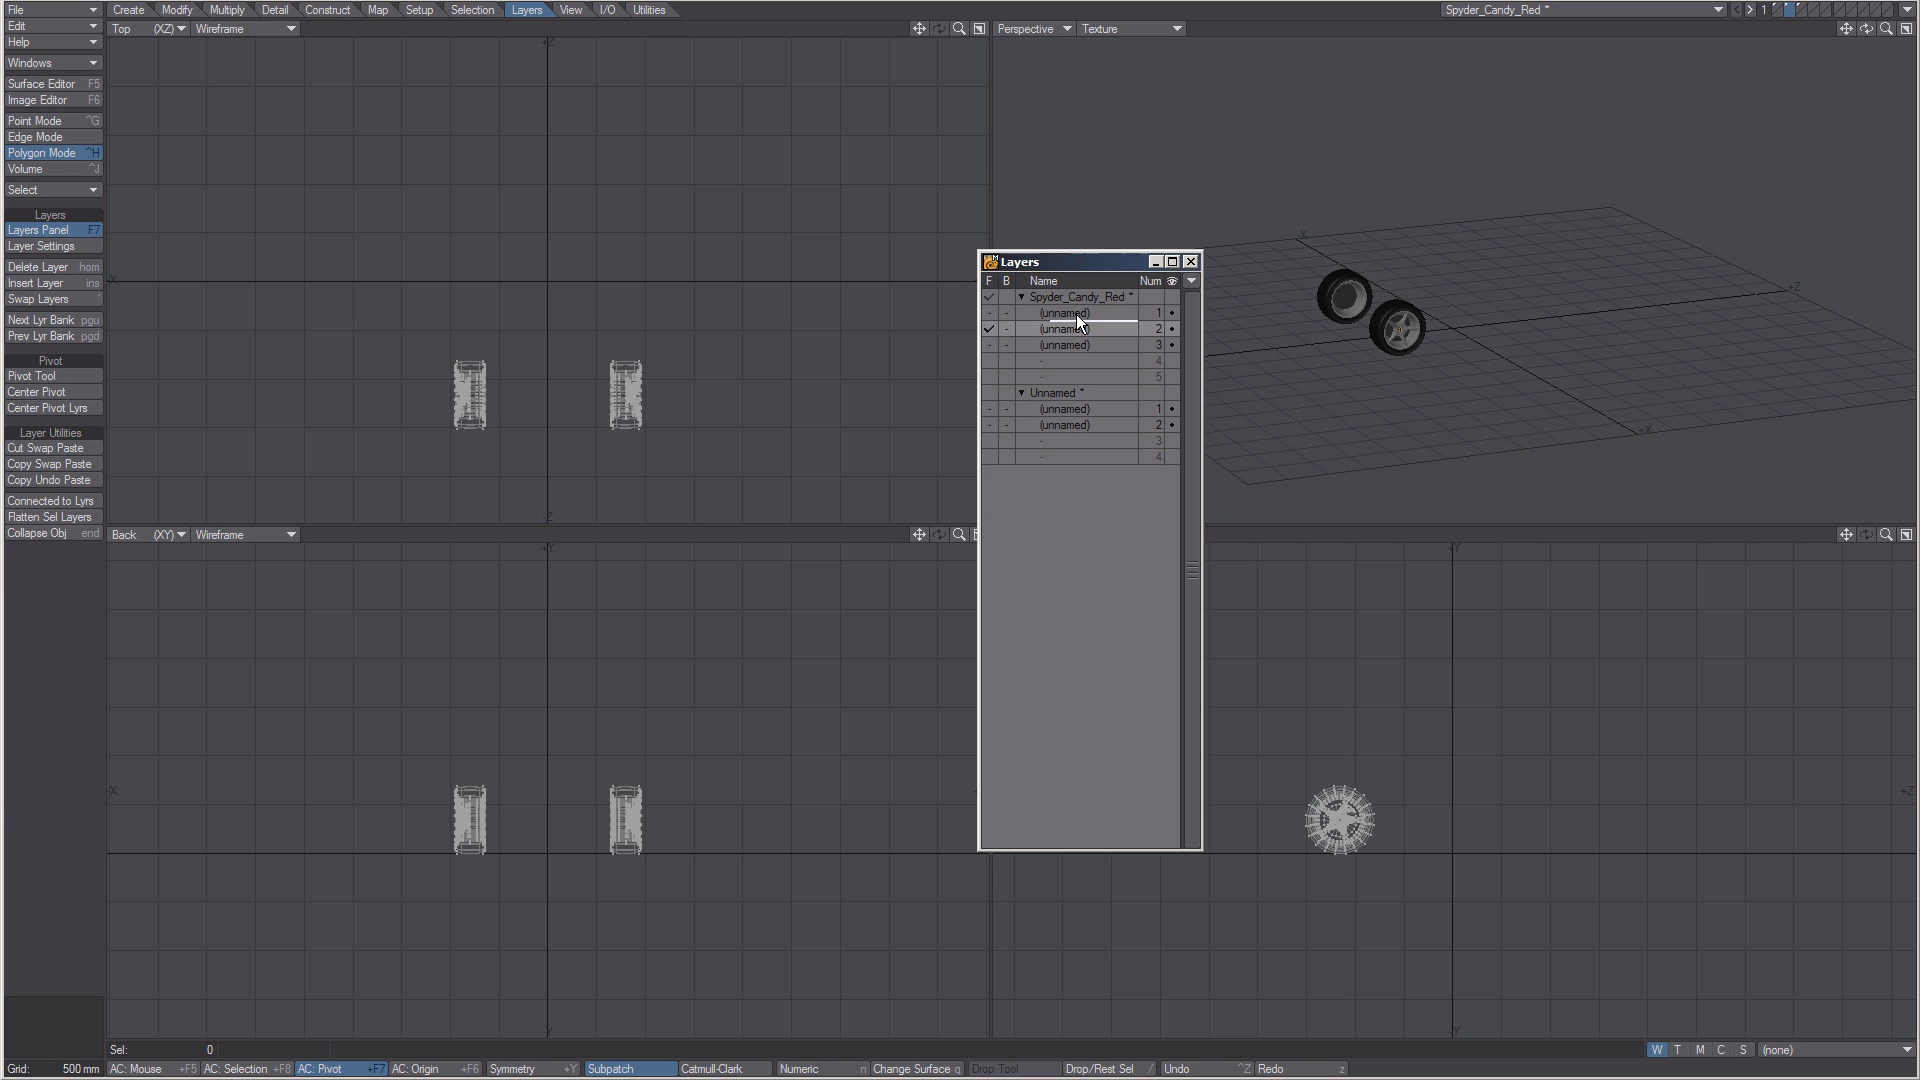 File Create Modify Multiply Detail Construct Map Setup Selection Layers View I/O Utilities Spyder_Candy_Red * < > 1
Edit
Top (XZ) Wireframe Perspective Texture
Help
Windows
Surface Editor F5
Image Editor F6
Point Mode ^G
Edge Mode
Polygon Mode ^H
Volume ^J
Select
Layers
Layers Panel F7
Layer Settings
Delete Layer hom
Insert Layer ins
Swap Layers '
Next Lyr Bank pgu
Prev Lyr Bank pgd
Pivot
Pivot Tool
Center Pivot
Center Pivot Lyrs
Layer Utilities
Cut Swap Paste
Copy Swap Paste
Copy Undo Paste
Connected to Lyrs
Flatten Sel Layers
Collapse Obj end
+Z
-X
-Z
-X
+Z
+X
Layers
F B Name Num
Spyder_Candy_Red *
(unnamed) 1
(unnamed) 2
(unnamed) 3
- 4
- 5
Unnamed *
(unnamed) 1
(unnamed) 2
- 3
- 4
Back (XY) Wireframe
+Y
-X
-Y
+Y
+Z
-Y
Sel: 0 W T M C S (none)
Grid: 500 mm AC: Mouse +F5 AC: Selection +F8 AC: Pivot +F7 AC: Origin +F6 Symmetry +Y Subpatch Catmull-Clark Numeric n Change Surface q Drop Tool Drop/Rest Sel / Undo ^Z Redo z